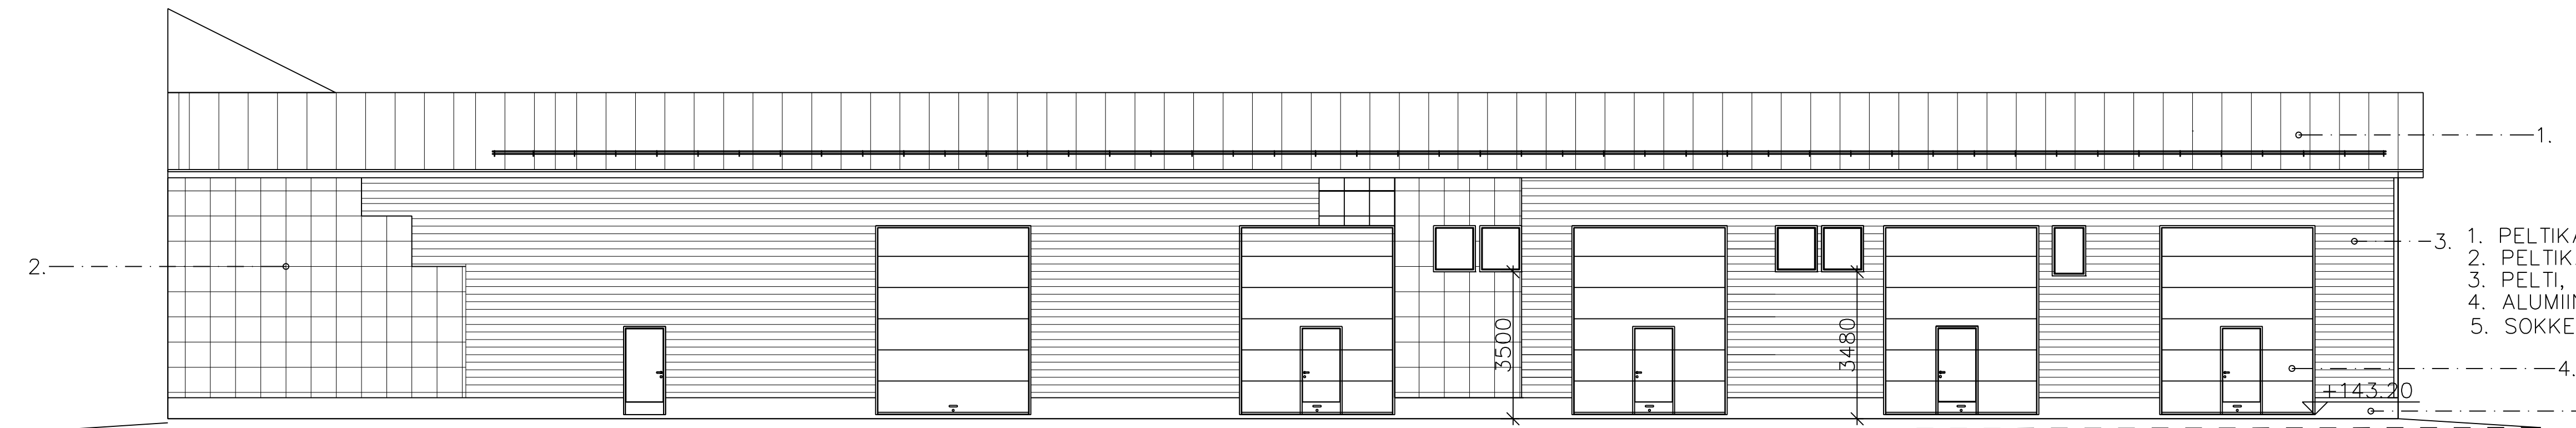 1.
2.
3.
1. PELTIKA
2. PELTIK
3. PELTI,
4. ALUMIIN
5. SOKKE
3500
3480
4.
+143.20